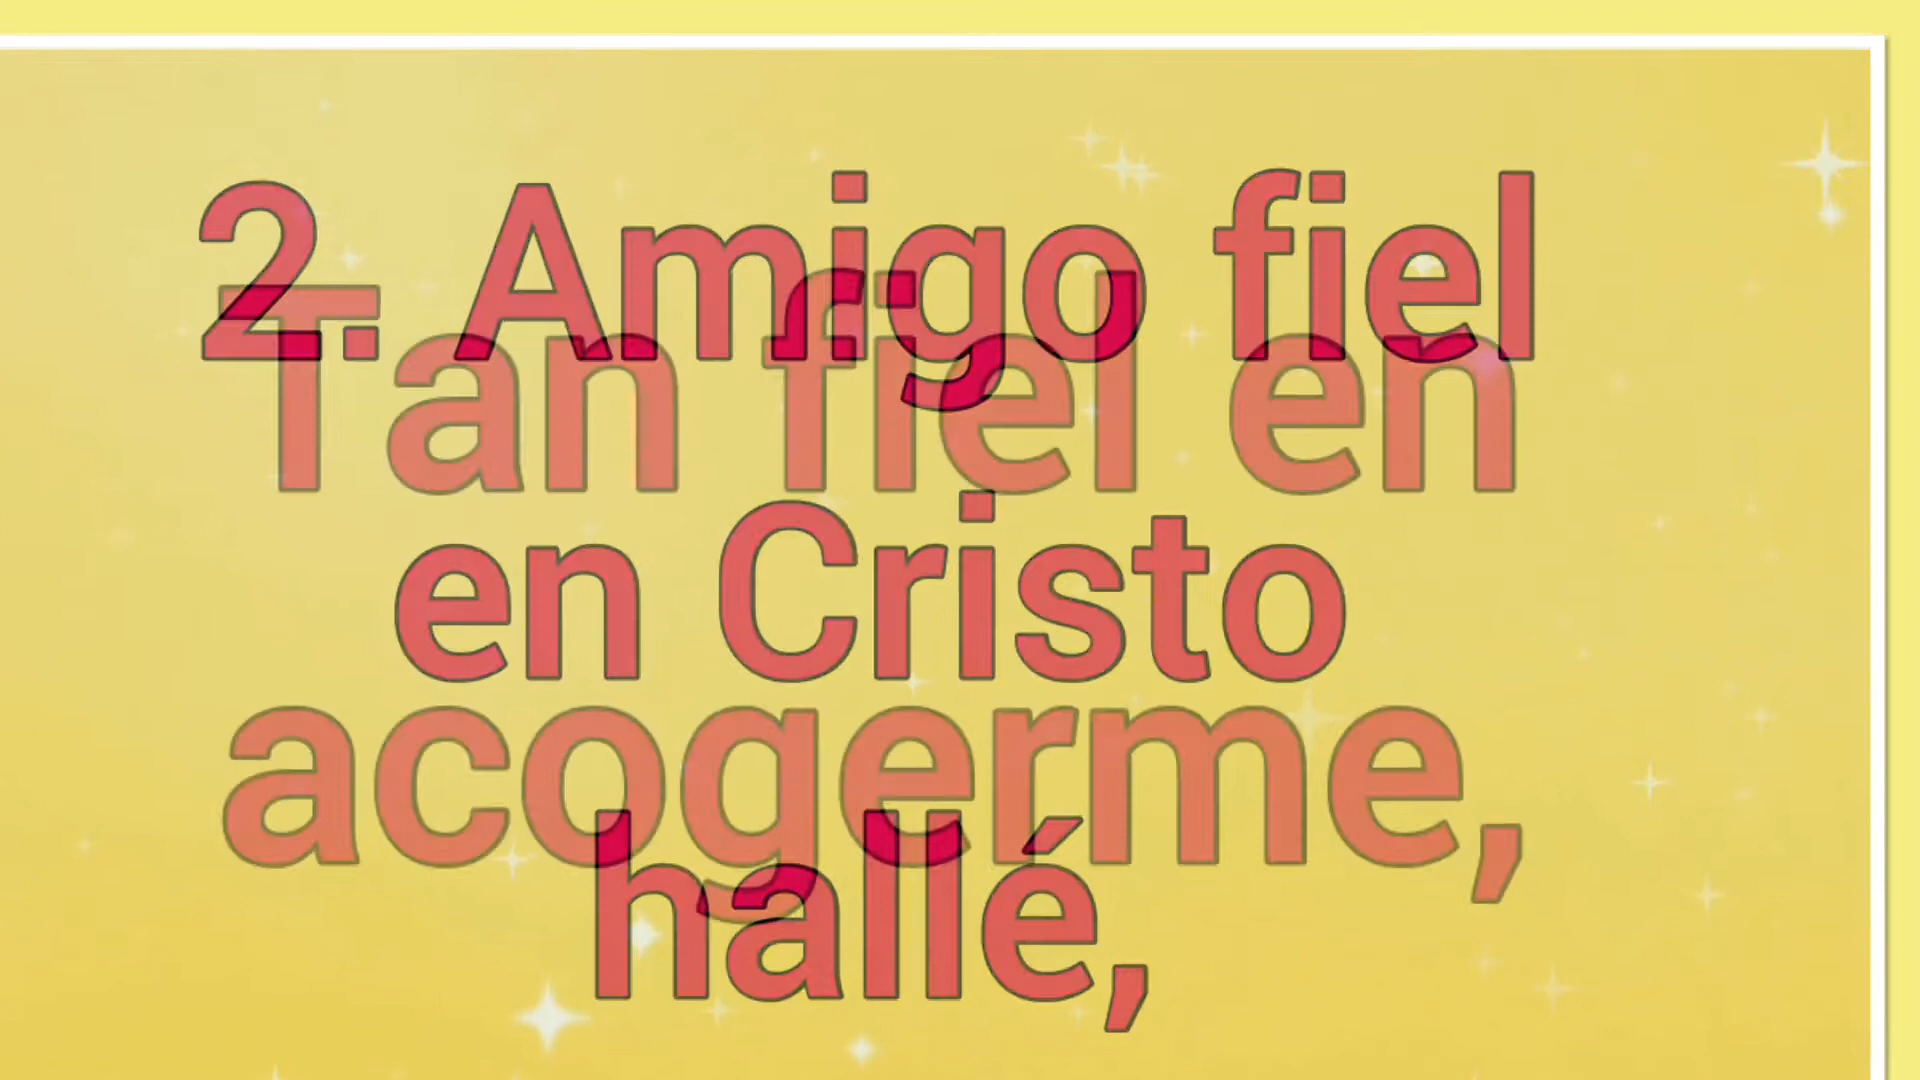 2. Amigo fiel
en Cristo
hallé,
Tan fiel en
acogerme,